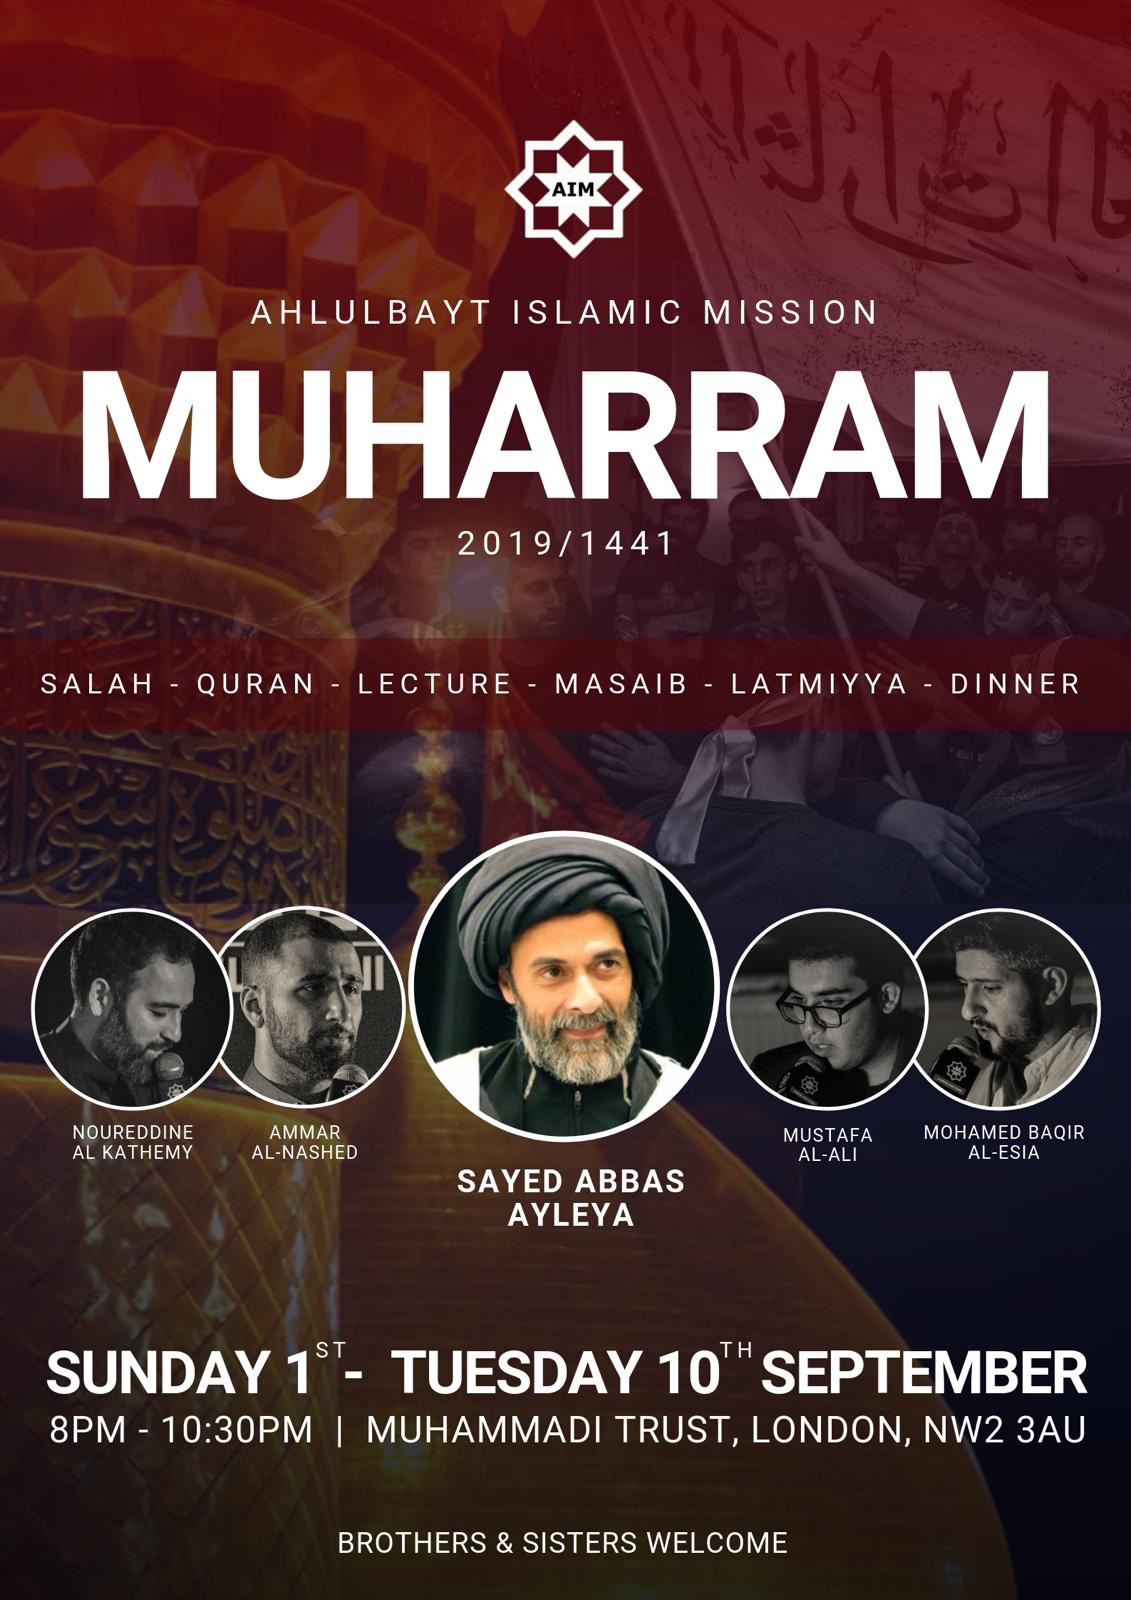 AIM
AHLULBAYT ISLAMIC MISSION
MUHARRAM
2019/1441
SALAH - QURAN - LECTURE - MASAIB - LATMIYYA - DINNER
NOUREDDINE
AL KATHEMY
AMMAR
AL-NASHED
SAYED ABBAS
AYLEYA
MUSTAFA
AL-ALI
MOHAMED BAQIR
AL-ESIA
SUNDAY 1ST - TUESDAY 10TH SEPTEMBER
8PM - 10:30PM | MUHAMMADI TRUST, LONDON, NW2 3AU
BROTHERS & SISTERS WELCOME